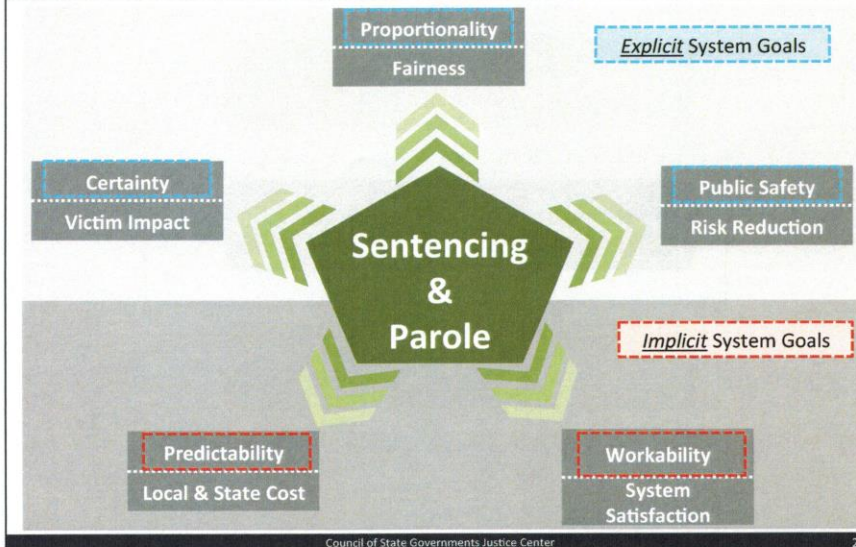 Proportionality
Fairness
Explicit System Goals
Certainty
Victim Impact
Public Safety
Risk Reduction
Sentencing
&
Parole
Implicit System Goals
Predictability
Local & State Cost
Workability
System
Satisfaction
Council of State Governments Justice Center
2